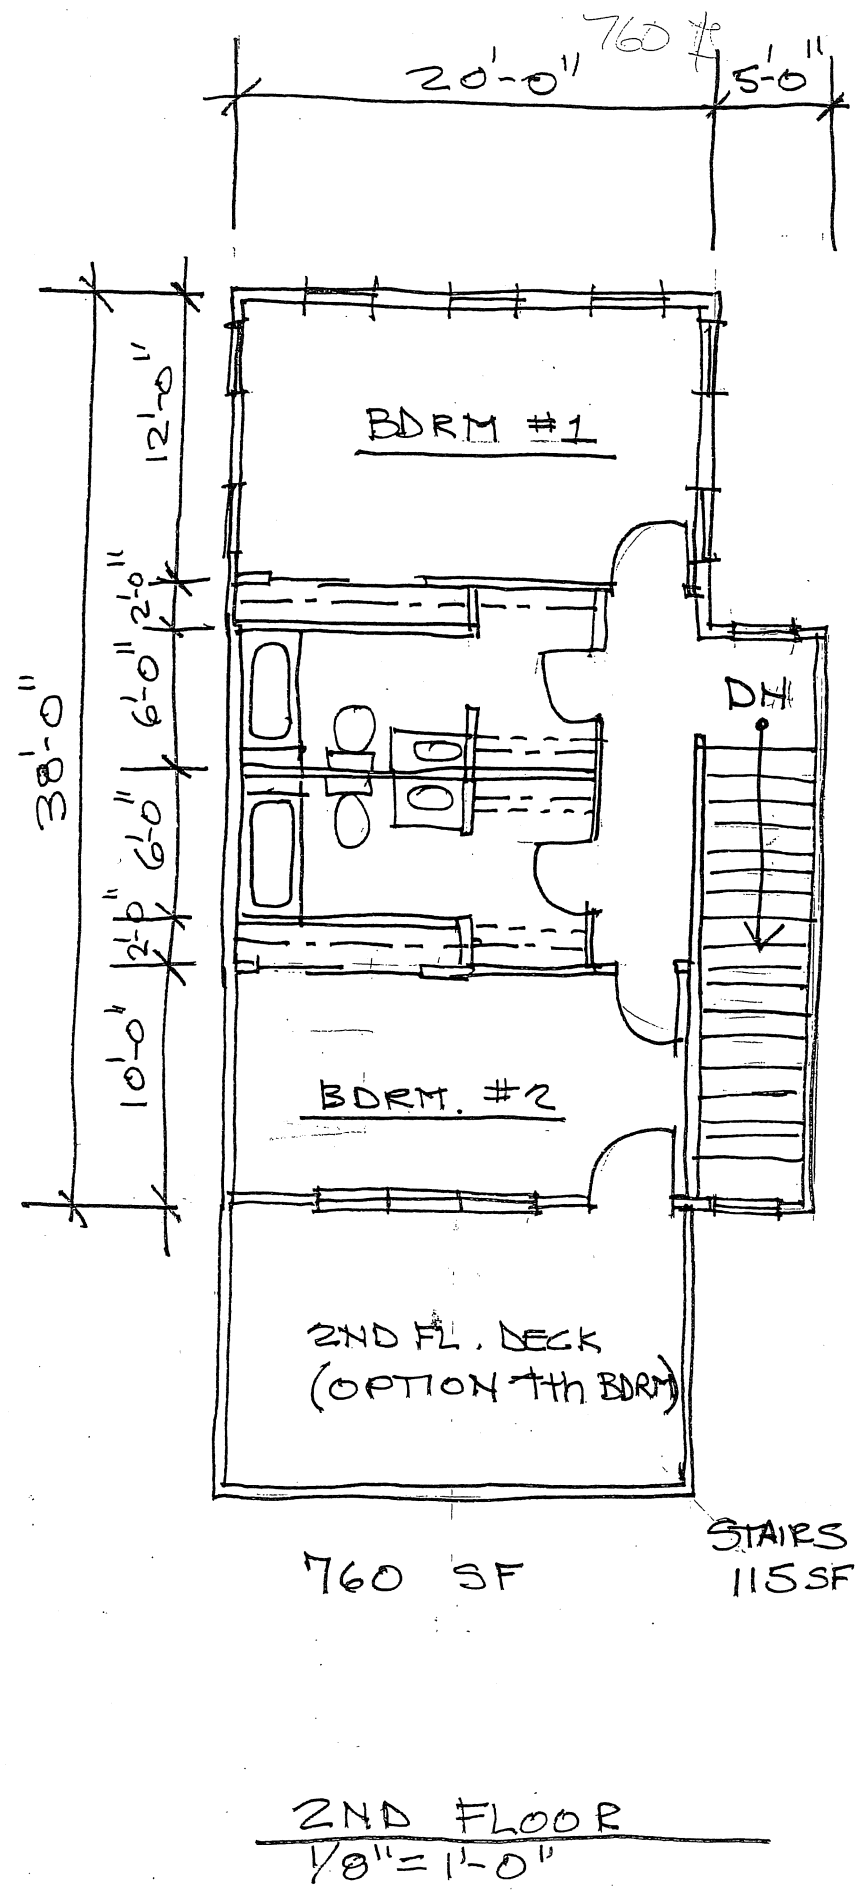 760
20'-0" 5'-0"
12'-0"
2'-0"
6'-0"
6'-0"
2'-0"
10'-0"
38'-0"
BDRM #1
DN
BDRM. #2
2ND FL. DECK
(OPTION 4th BDRM)
STAIRS
115 SF
760 SF
2ND FLOOR
1/8" = 1'-0"